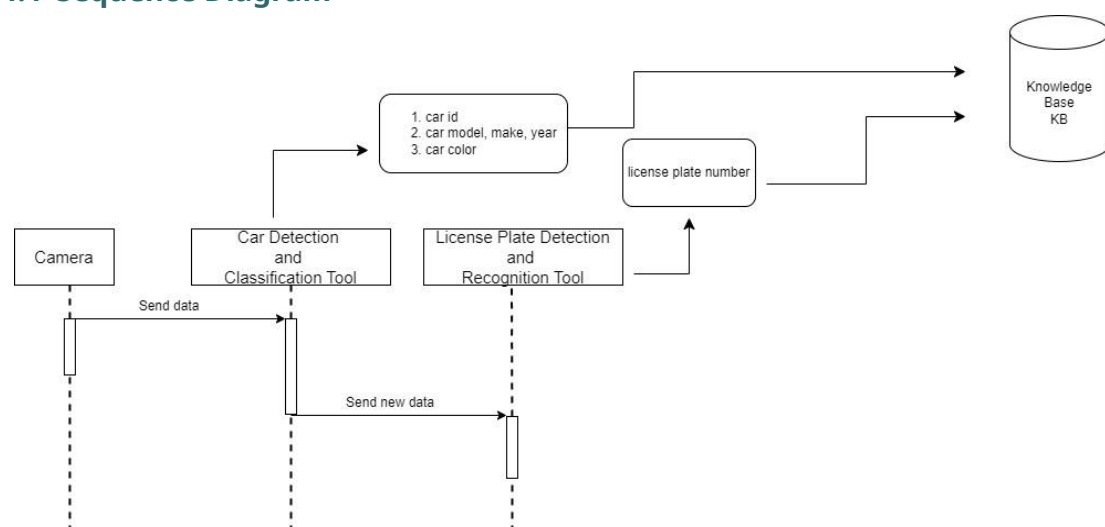 Sequence Diagram
Knowledge
Base
KB
1. car id
2. car model, make, year
3. car color
license plate number
Camera
Car Detection
and
Classification Tool
License Plate Detection
and
Recognition Tool
Send data
Send new data